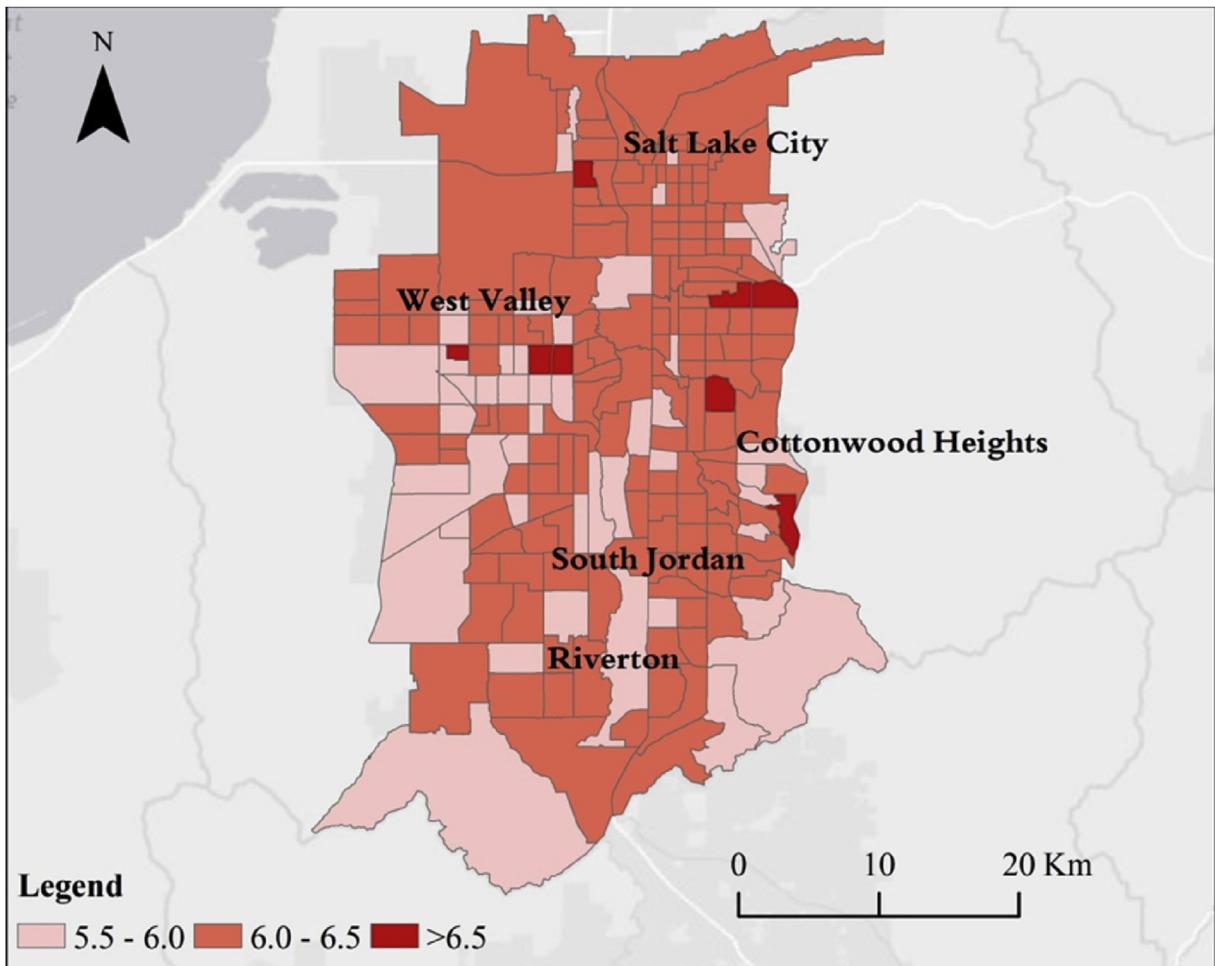 N
Salt Lake City
West Valley
Cottonwood Heights
South Jordan
Riverton
0 10 20 Km
Legend
5.5 - 6.0 6.0 - 6.5 >6.5